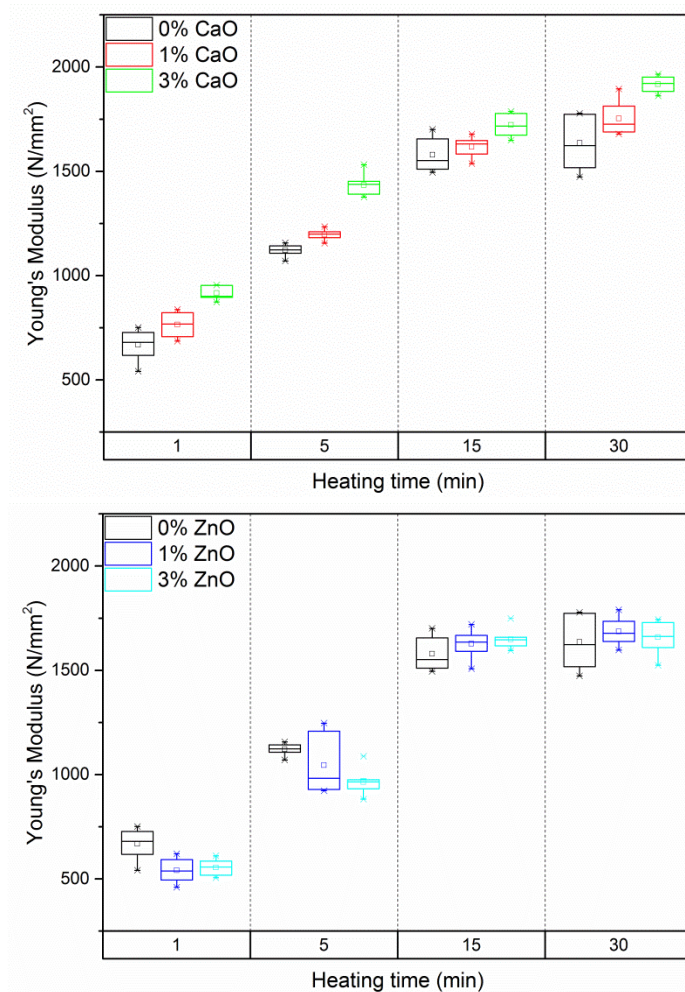 0% CaO
1% CaO
3% CaO
2000
1500
1000
500
Young's Modulus (N/mm²)
1 5 15 30
Heating time (min)
0% ZnO
1% ZnO
3% ZnO
2000
1500
1000
500
Young's Modulus (N/mm²)
1 5 15 30
Heating time (min)